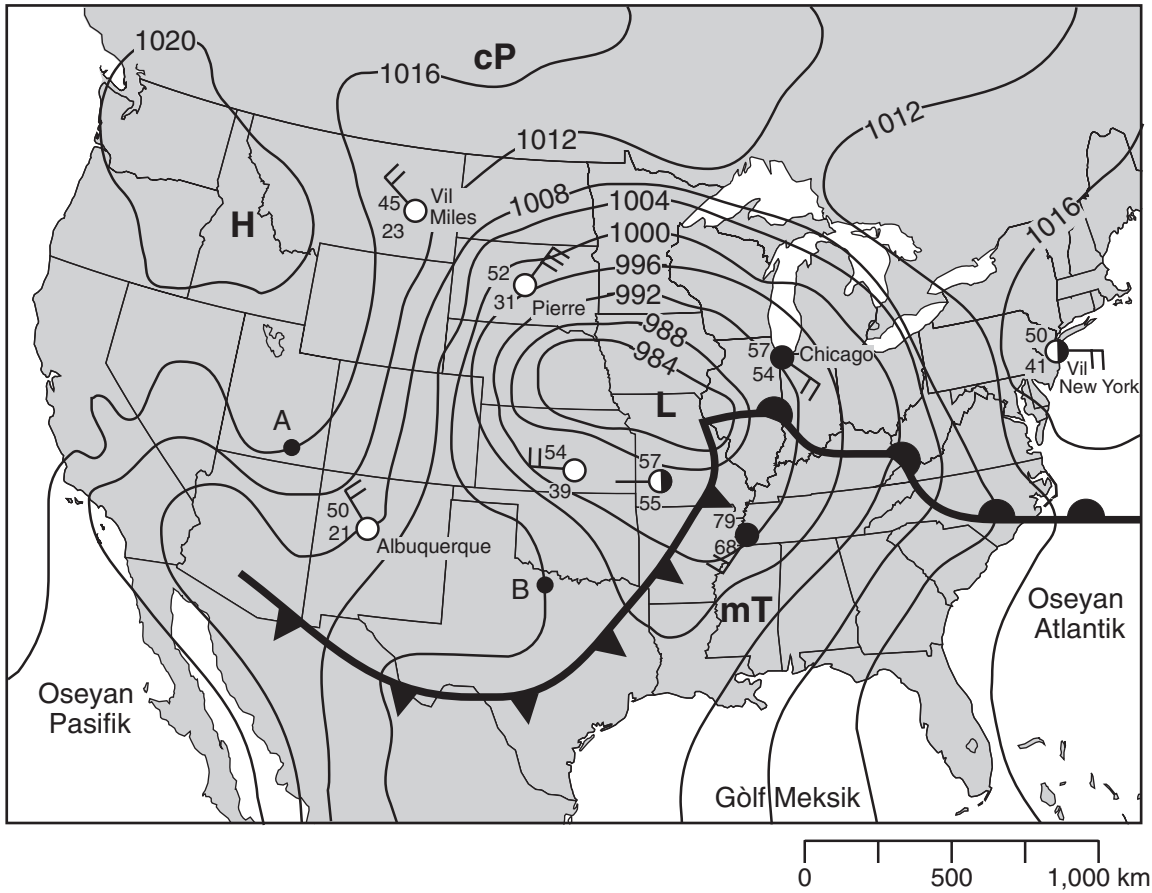 1020
cP
1016
1012
1012
1008
1004
1000
996
992
988
984
1016
H
45
23
Vil
Miles
52
31
Pierre
57
54
Chicago
50
41
Vil
New York
L
A
54
39
57
55
50
21
Albuquerque
79
68
B
mT
Oseyan
Atlantik
Oseyan
Pasifik
Gòlf Meksik
0 500 1,000 km